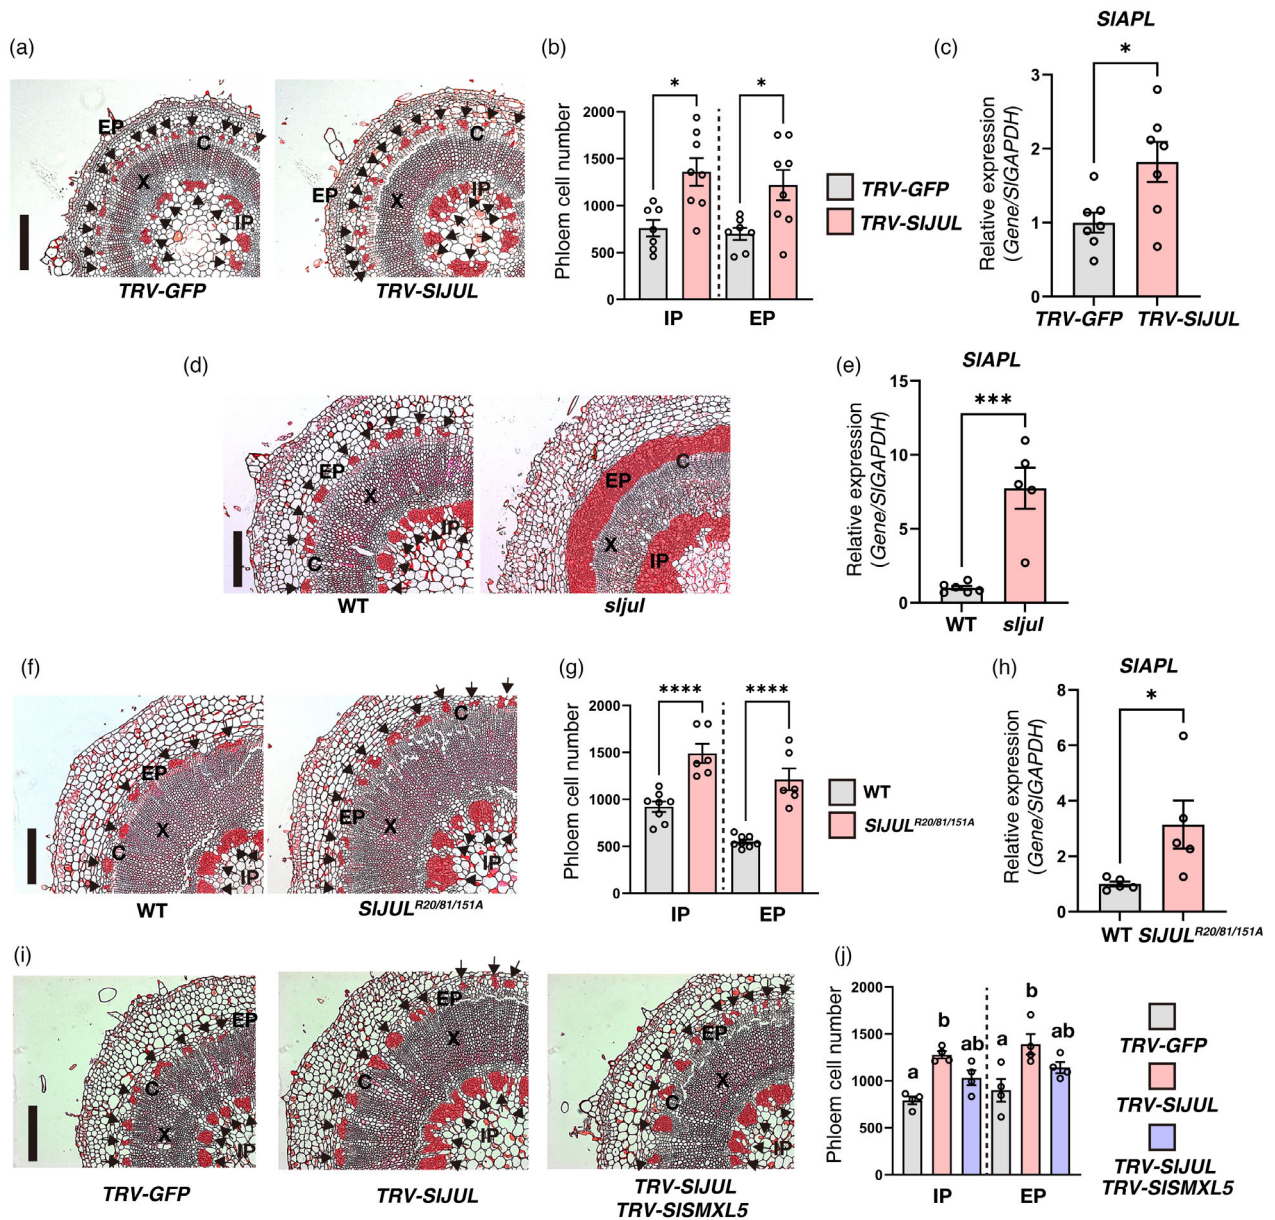 (a)
EP
C
X
IP
TRV-GFP
EP
C
X
IP
TRV-SlJUL
(b)
Phloem cell number
2000
1500
1000
500
0
*
*
IP
EP
TRV-GFP
TRV-SlJUL
(c)
SlAPL
*
Relative expression
(Gene/SlGAPDH)
3
2
1
0
TRV-GFP
TRV-SlJUL
(d)
EP
X
IP
C
WT
EP
C
X
IP
sljul
(e)
SlAPL
***
Relative expression
(Gene/SlGAPDH)
15
10
5
0
WT
sljul
(f)
EP
X
C
IP
WT
C
EP
X
IP
SlJUL^R20/81/151A
(g)
Phloem cell number
2000
1500
1000
500
0
****
****
IP
EP
WT
SlJUL^R20/81/151A
(h)
SlAPL
*
Relative expression
(Gene/SlGAPDH)
8
6
4
2
0
WT
SlJUL^R20/81/151A
(i)
EP
C
X
IP
TRV-GFP
EP
X
C
IP
TRV-SlJUL
EP
X
C
IP
TRV-SlJUL
TRV-SlSMXL5
(j)
Phloem cell number
2000
1500
1000
500
0
a
b
ab
a
b
ab
IP
EP
TRV-GFP
TRV-SlJUL
TRV-SlJUL
TRV-SlSMXL5